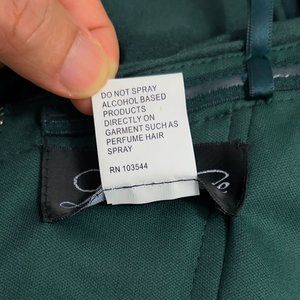 DO NOT SPRAY
ALCOHOL BASED
PRODUCTS
DIRECTLY ON
GARMENT SUCH AS
PERFUME HAIR
SPRAY
RN 103544